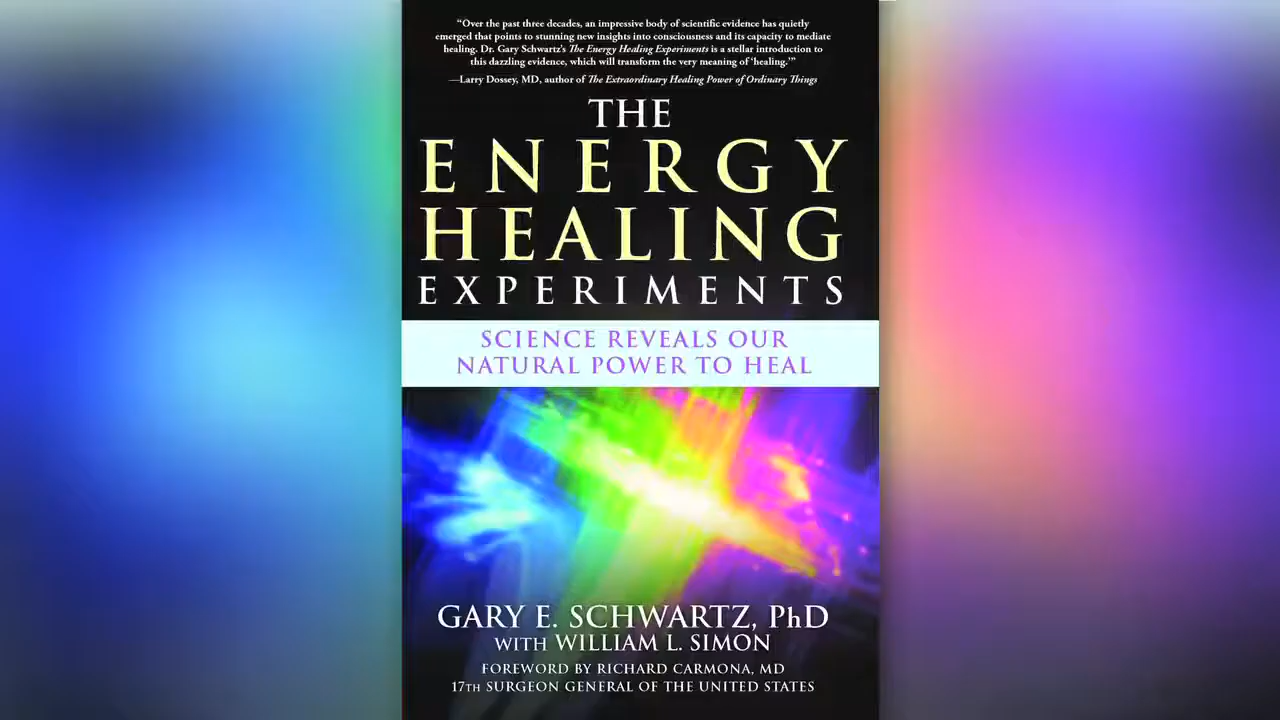 “Over the past three decades, an impressive body of scientific evidence has quietly
emerged that points to stunning new insights into consciousness and its capacity to mediate
healing. Dr. Gary Schwartz’s The Energy Healing Experiments is a stellar introduction to
this dazzling evidence, which will transform the very meaning of ‘healing.’”
—Larry Dossey, MD, author of The Extraordinary Healing Power of Ordinary Things
THE
ENERGY
HEALING
EXPERIMENTS
SCIENCE REVEALS OUR
NATURAL POWER TO HEAL
GARY E. SCHWARTZ, PhD
WITH WILLIAM L. SIMON
FOREWORD BY RICHARD CARMONA, MD
17TH SURGEON GENERAL OF THE UNITED STATES